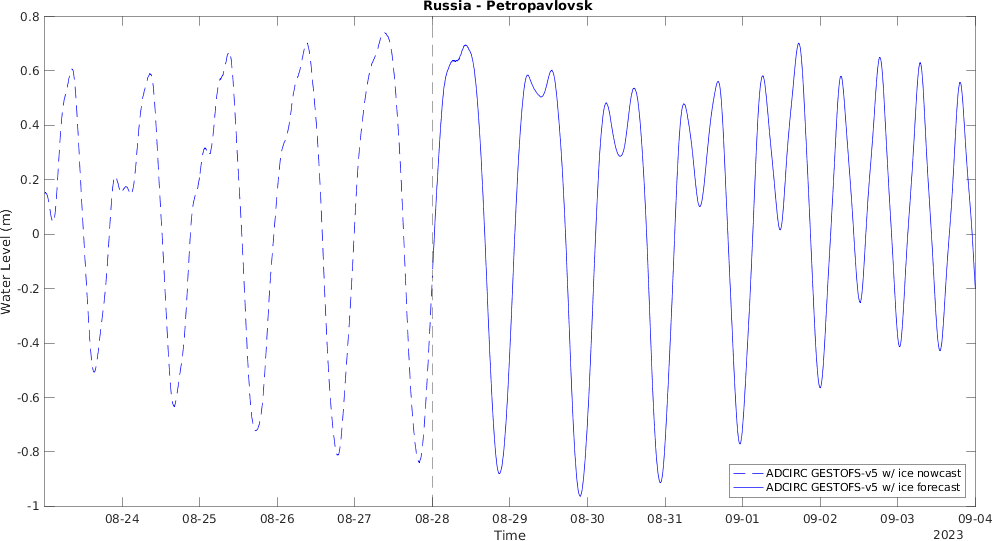 Russia - Petropavlovsk
0.8
0.6
0.4
0.2
0
-0.2
-0.4
-0.6
-0.8
-1
Water Level (m)
ADCIRC GESTOFS-v5 w/ ice nowcast
ADCIRC GESTOFS-v5 w/ ice forecast
08-24 08-25 08-26 08-27 08-28 08-29 08-30 08-31 09-01 09-02 09-03 09-04
Time
2023